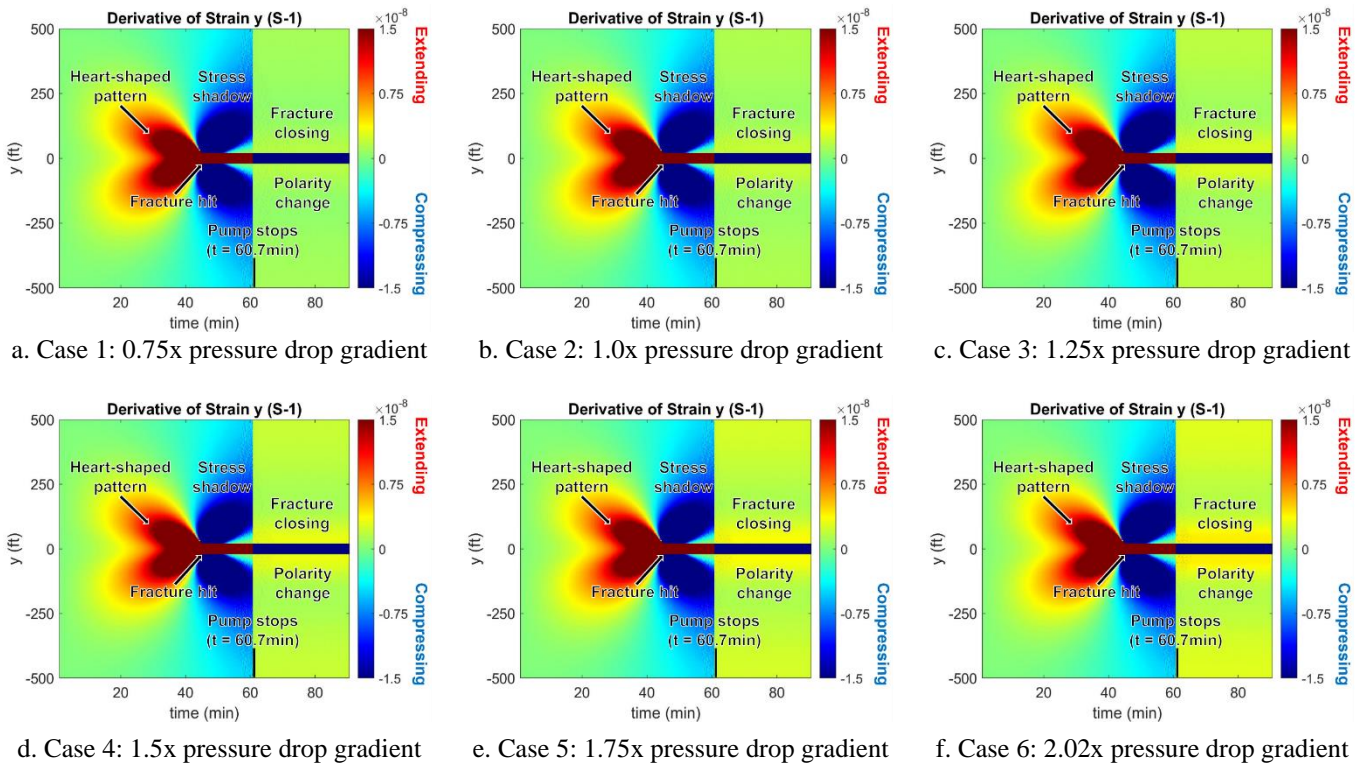 Derivative of Strain y (S-1)
×10⁻⁸
500
250
0
-250
-500
y (ft)
Heart-shaped
pattern
Stress
shadow
Fracture
closing
Fracture hit
Polarity
change
Pump stops
(t = 60.7min)
20
40
60
80
time (min)
1.5
0.75
0
-0.75
-1.5
Extending
Compressing
a. Case 1: 0.75x pressure drop gradient
Derivative of Strain y (S-1)
×10⁻⁸
500
250
0
-250
-500
y (ft)
Heart-shaped
pattern
Stress
shadow
Fracture
closing
Fracture hit
Polarity
change
Pump stops
(t = 60.7min)
20
40
60
80
time (min)
1.5
0.75
0
-0.75
-1.5
Extending
Compressing
b. Case 2: 1.0x pressure drop gradient
Derivative of Strain y (S-1)
×10⁻⁸
500
250
0
-250
-500
y (ft)
Heart-shaped
pattern
Stress
shadow
Fracture
closing
Fracture hit
Polarity
change
Pump stops
(t = 60.7min)
20
40
60
80
time (min)
1.5
0.75
0
-0.75
-1.5
Extending
Compressing
c. Case 3: 1.25x pressure drop gradient
Derivative of Strain y (S-1)
×10⁻⁸
500
250
0
-250
-500
y (ft)
Heart-shaped
pattern
Stress
shadow
Fracture
closing
Fracture hit
Polarity
change
Pump stops
(t = 60.7min)
20
40
60
80
time (min)
1.5
0.75
0
-0.75
-1.5
Extending
Compressing
d. Case 4: 1.5x pressure drop gradient
Derivative of Strain y (S-1)
×10⁻⁸
500
250
0
-250
-500
y (ft)
Heart-shaped
pattern
Stress
shadow
Fracture
closing
Fracture hit
Polarity
change
Pump stops
(t = 60.7min)
20
40
60
80
time (min)
1.5
0.75
0
-0.75
-1.5
Extending
Compressing
e. Case 5: 1.75x pressure drop gradient
Derivative of Strain y (S-1)
×10⁻⁸
500
250
0
-250
-500
y (ft)
Heart-shaped
pattern
Stress
shadow
Fracture
closing
Fracture hit
Polarity
change
Pump stops
(t = 60.7min)
20
40
60
80
time (min)
1.5
0.75
0
-0.75
-1.5
Extending
Compressing
f. Case 6: 2.02x pressure drop gradient